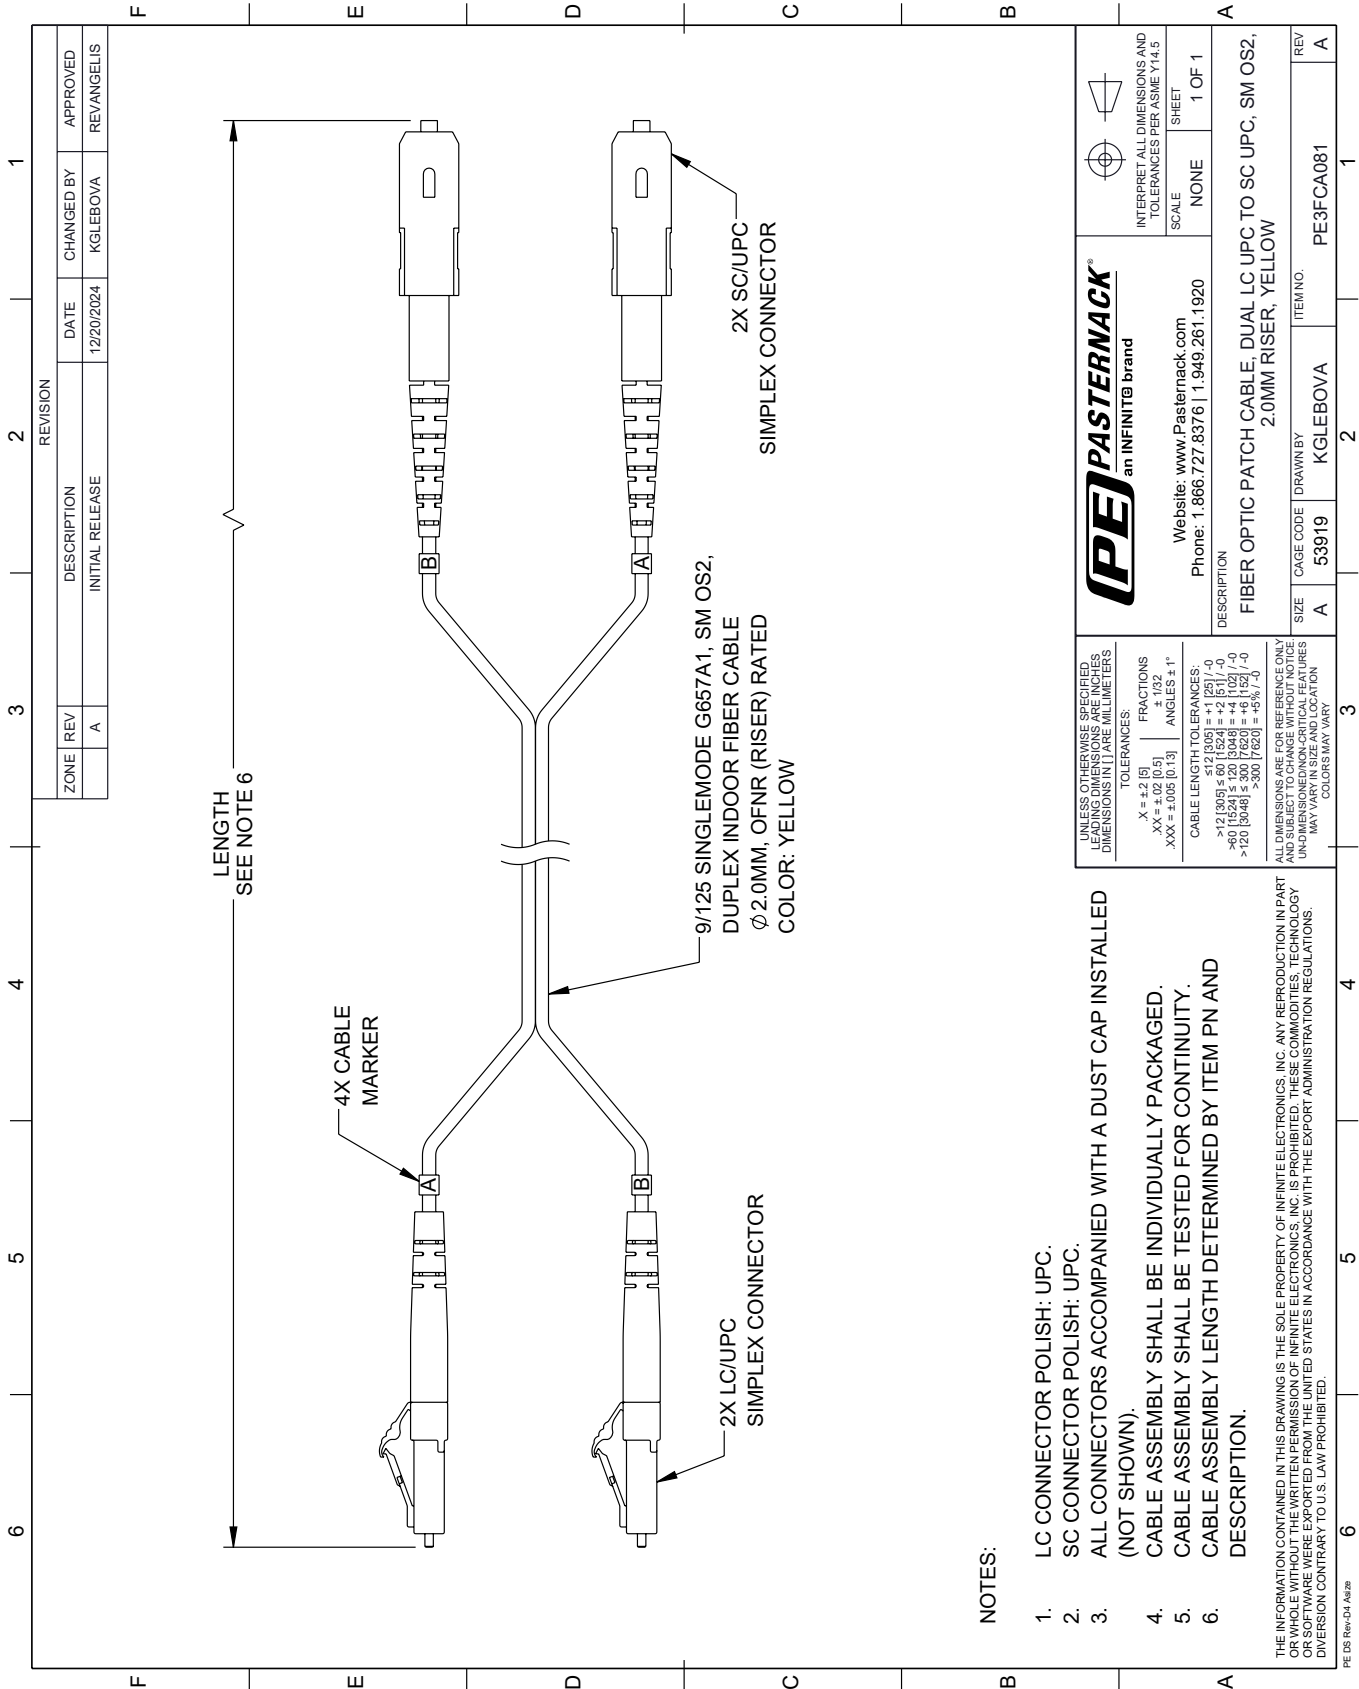 6
5
4
3
2
1
F
E
D
C
B
A
REVISION
ZONE REV DESCRIPTION DATE CHANGED BY APPROVED
A INITIAL RELEASE 12/20/2024 KGLEBOVA REVANGELIS
LENGTH
SEE NOTE 6
4X CABLE
MARKER
A
B
B
A
2X LC/UPC
SIMPLEX CONNECTOR
9/125 SINGLEMODE G657A1, SM OS2,
DUPLEX INDOOR FIBER CABLE
Ø 2.0MM, OFNR (RISER) RATED
COLOR: YELLOW
2X SC/UPC
SIMPLEX CONNECTOR
NOTES:
1. LC CONNECTOR POLISH: UPC.
2. SC CONNECTOR POLISH: UPC.
3. ALL CONNECTORS ACCOMPANIED WITH A DUST CAP INSTALLED
(NOT SHOWN).
4. CABLE ASSEMBLY SHALL BE INDIVIDUALLY PACKAGED.
5. CABLE ASSEMBLY SHALL BE TESTED FOR CONTINUITY.
6. CABLE ASSEMBLY LENGTH DETERMINED BY ITEM PN AND
DESCRIPTION.
THE INFORMATION CONTAINED IN THIS DRAWING IS THE SOLE PROPERTY OF INFINITE ELECTRONICS, INC. ANY REPRODUCTION IN PART
OR WHOLE WITHOUT THE WRITTEN PERMISSION OF INFINITE ELECTRONICS, INC. IS PROHIBITED. THESE COMMODITIES, TECHNOLOGY
OR SOFTWARE WERE EXPORTED FROM THE UNITED STATES IN ACCORDANCE WITH THE EXPORT ADMINISTRATION REGULATIONS.
DIVERSION CONTRARY TO U.S. LAW PROHIBITED.
UNLESS OTHERWISE SPECIFIED
LEADING DIMENSIONS ARE INCHES
DIMENSIONS IN [ ] ARE MILLIMETERS
TOLERANCES:
.X = ±.2 [5]
.XX = ±.02 [0.5]
.XXX = ±.005 [0.13]
FRACTIONS
± 1/32
ANGLES ± 1°
CABLE LENGTH TOLERANCES:
≤12 [305] = +1 [25] / -0
>12 [305] ≤ 60 [1524] = +2 [51] / -0
>60 [1524] ≤ 120 [3048] = +4 [102] / -0
>120 [3048] ≤ 300 [7620] = +6 [152] / -0
>300 [7620] = +5% / -0
ALL DIMENSIONS ARE FOR REFERENCE ONLY
AND SUBJECT TO CHANGE WITHOUT NOTICE.
UN-DIMENSIONED/NON-CRITICAL FEATURES
MAY VARY IN SIZE AND LOCATION
COLORS MAY VARY
PE PASTERNACK®
an INFINIT@ brand
Website: www.Pasternack.com
Phone: 1.866.727.8376 | 1.949.261.1920
INTERPRET ALL DIMENSIONS AND
TOLERANCES PER ASME Y14.5
SCALE
NONE
SHEET
1 OF 1
DESCRIPTION
FIBER OPTIC PATCH CABLE, DUAL LC UPC TO SC UPC, SM OS2,
2.0MM RISER, YELLOW
SIZE
A
CAGE CODE
53919
DRAWN BY
KGLEBOVA
ITEM NO.
PE3FCA081
REV
A
F
E
D
C
B
A
PE DS Rev-D4 Asize
6
5
4
3
2
1